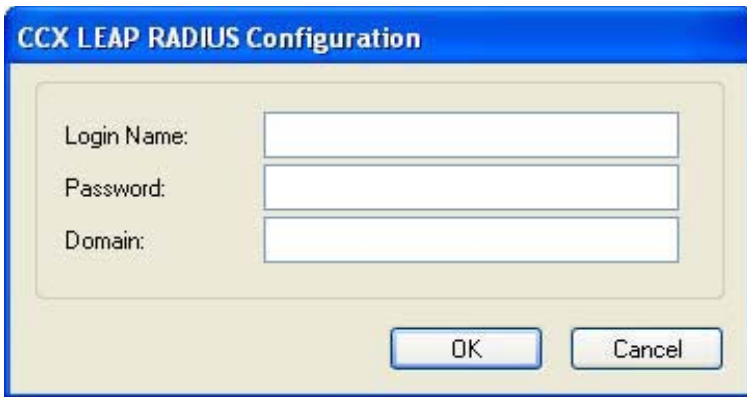 CCX LEAP RADIUS Configuration
Login Name:
Password:
Domain:
OK Cancel